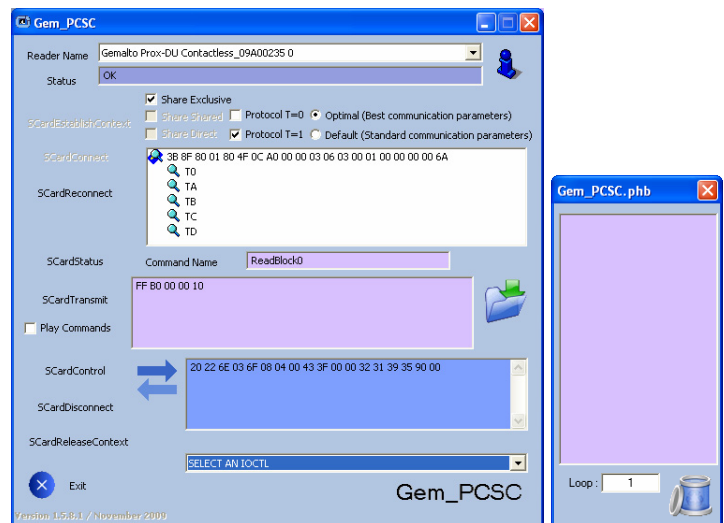 Gem_PCSC
Reader Name Gemalto Prox-DU Contactless_09A00235 0
Status OK
Share Exclusive
SCardEstablishContext Share Shared Protocol T=0 Optimal (Best communication parameters)
Share Direct Protocol T=1 Default (Standard communication parameters)
SCardConnect 3B 8F 80 01 80 4F 0C A0 00 00 03 06 03 00 01 00 00 00 00 6A
T0
TA
SCardReconnect TB
TC
TD
Gem_PCSC.phb
SCardStatus Command Name ReadBlock0
FF B0 00 00 10
SCardTransmit
Play Commands
SCardControl 20 22 6E 03 6F 08 04 00 43 3F 00 00 32 31 39 35 90 00
SCardDisconnect
SCardReleaseContext
SELECT AN IOCTL
Exit Gem_PCSC
Loop : 1
Version 1.5.8.1 / November 2009